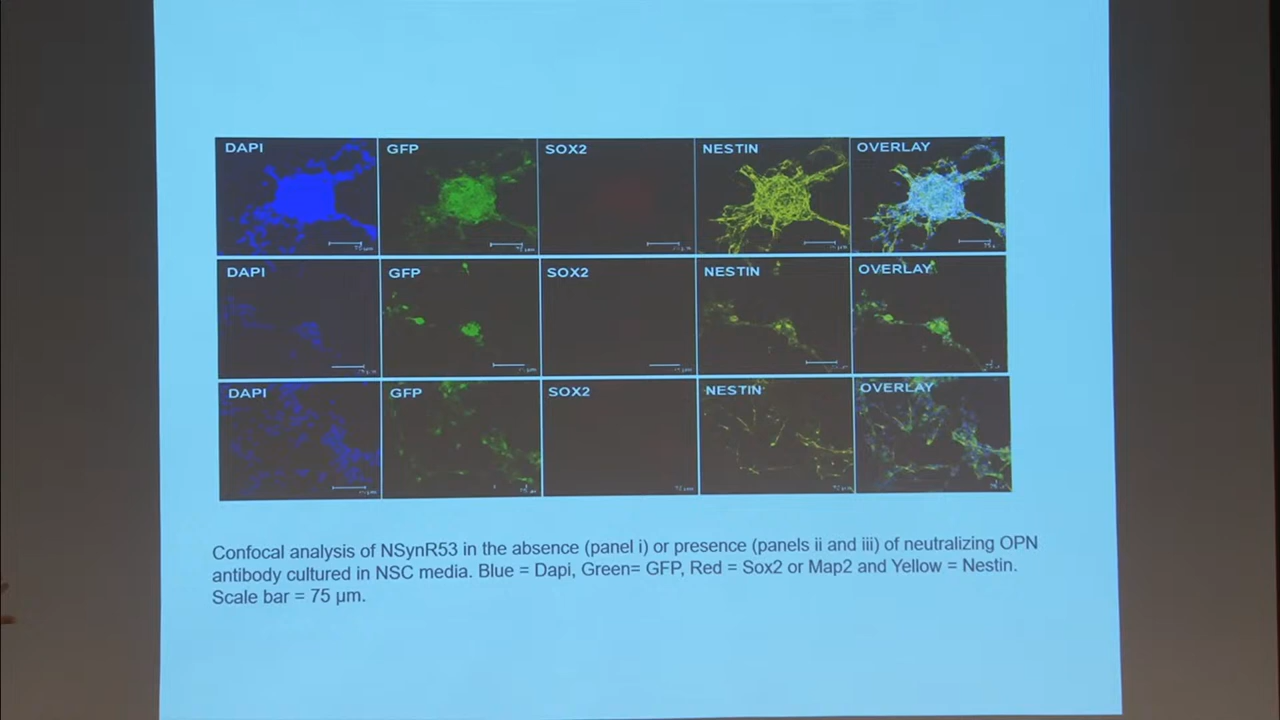 DAPI GFP SOX2 NESTIN OVERLAY
DAPI GFP SOX2 NESTIN OVERLAY
DAPI GFP SOX2 NESTIN OVERLAY
Confocal analysis of NSynR53 in the absence (panel i) or presence (panels ii and iii) of neutralizing OPN
antibody cultured in NSC media. Blue = Dapi, Green= GFP, Red = Sox2 or Map2 and Yellow = Nestin.
Scale bar = 75 µm.